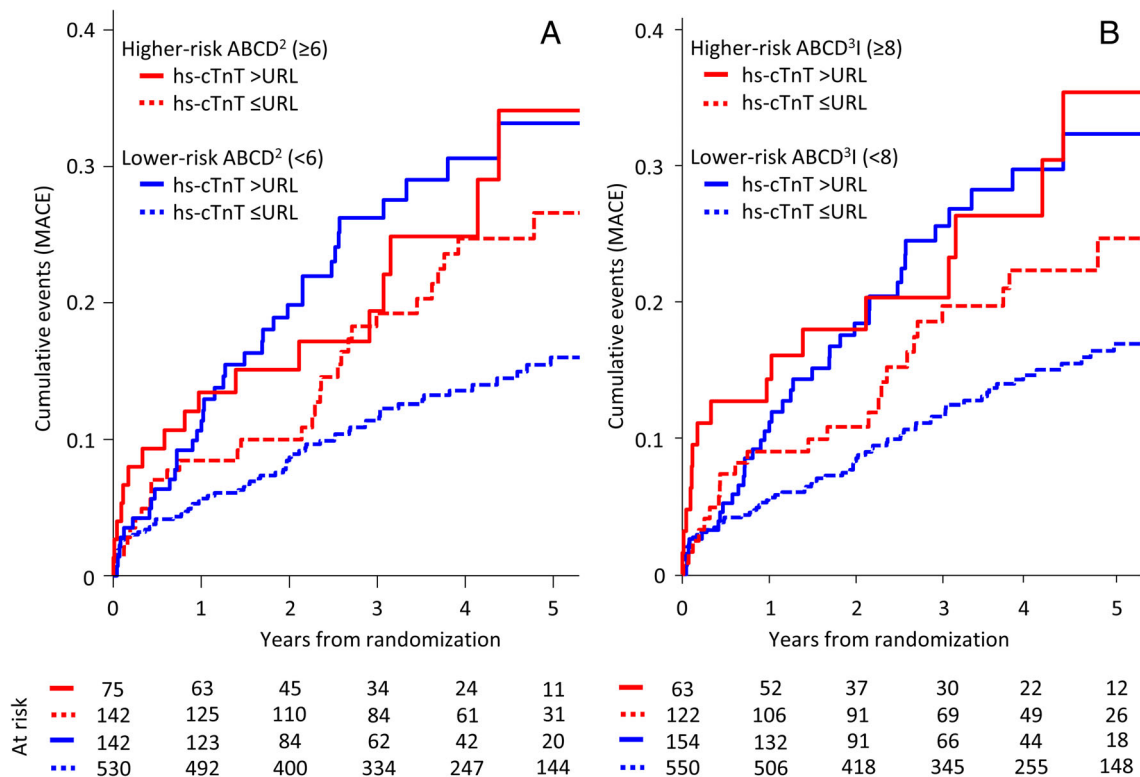 A
Higher-risk ABCD² (≥6)
hs-cTnT >URL
hs-cTnT ≤URL
Lower-risk ABCD² (<6)
hs-cTnT >URL
hs-cTnT ≤URL
Cumulative events (MACE)
0.4
0.3
0.2
0.1
0
0 1 2 3 4 5
Years from randomization
B
Higher-risk ABCD³I (≥8)
hs-cTnT >URL
hs-cTnT ≤URL
Lower-risk ABCD³I (<8)
hs-cTnT >URL
hs-cTnT ≤URL
Cumulative events (MACE)
0.4
0.3
0.2
0.1
0
0 1 2 3 4 5
Years from randomization
At risk
75 63 45 34 24 11
142 125 110 84 61 31
142 123 84 62 42 20
530 492 400 334 247 144
63 52 37 30 22 12
122 106 91 69 49 26
154 132 91 66 44 18
550 506 418 345 255 148